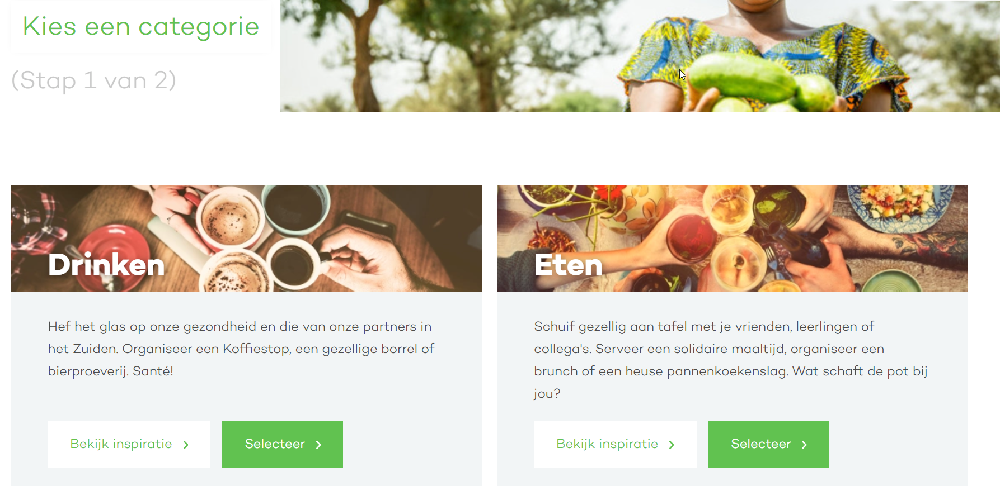 Kies een categorie
(Stap 1 van 2)
Drinken
Hef het glas op onze gezondheid en die van onze partners in
het Zuiden. Organiseer een Koffiestop, een gezellige borrel of
bierproeverij. Santé!
Bekijk inspiratie
Selecteer
Eten
Schuif gezellig aan tafel met je vrienden, leerlingen of
collega's. Serveer een solidaire maaltijd, organiseer een
brunch of een heuse pannenkoekenslag. Wat schaft de pot bij
jou?
Bekijk inspiratie
Selecteer